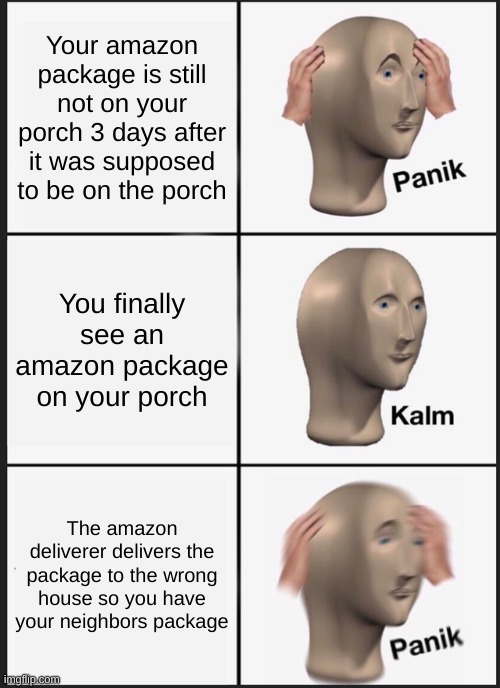 Your amazon
package is still
not on your
porch 3 days after
it was supposed
to be on the porch
Panik
You finally
see an
amazon package
on your porch
Kalm
The amazon
deliverer delivers the
package to the wrong
house so you have
your neighbors package
Panik
imgflip.com